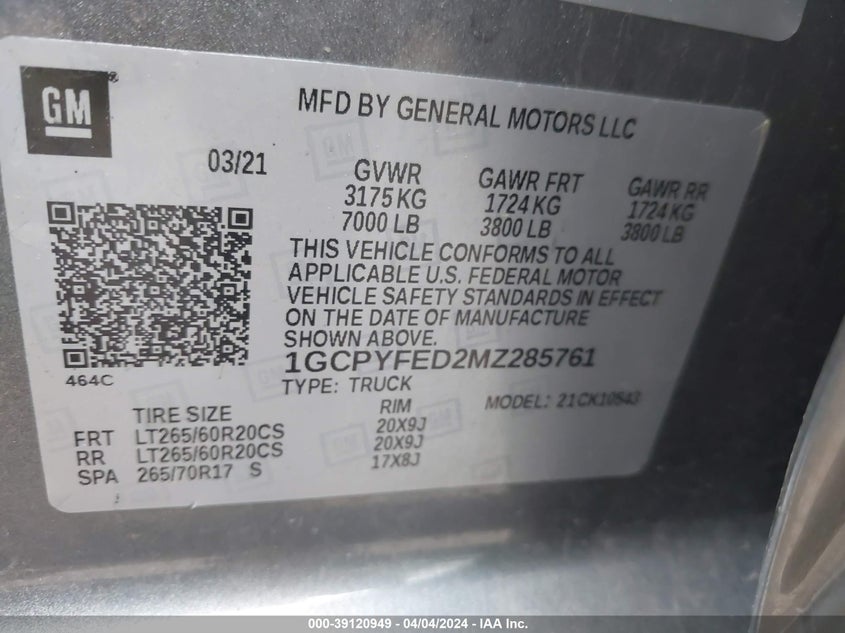 GM
MFD BY GENERAL MOTORS LLC
03/21
GVWR GAWR FRT GAWR RR
3175 KG 1724 KG 1724 KG
7000 LB 3800 LB 3800 LB
THIS VEHICLE CONFORMS TO ALL
APPLICABLE U.S. FEDERAL MOTOR
VEHICLE SAFETY STANDARDS IN EFFECT
ON THE DATE OF MANUFACTURE
SHOWN ABOVE.
464C
1GCPYFED2MZ285761
TYPE: TRUCK MODEL: 21CK10543
TIRE SIZE RIM
FRT LT265/60R20CS 20X9J
RR LT265/60R20CS 20X9J
SPA 265/70R17 S 17X8J
000-39120949 - 04/04/2024 - IAA Inc.